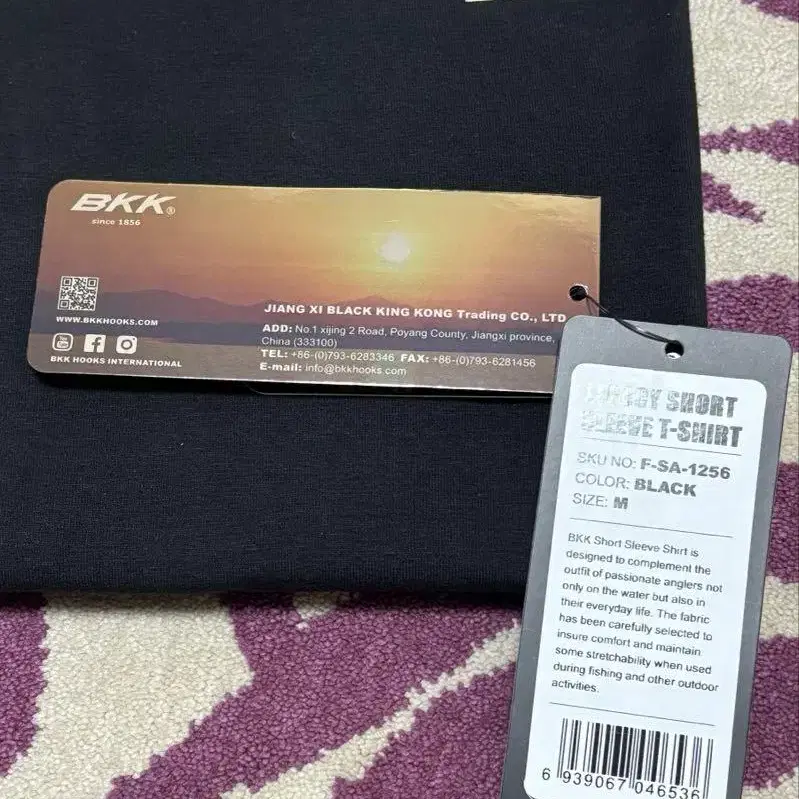 BKK®
since 1856
WWW.BKKHOOKS.COM
BKK HOOKS INTERNATIONAL
JIANG XI BLACK KING KONG Trading CO., LTD
ADD: No.1 xijing 2 Road, Poyang County, Jiangxi province,
China (333100)
TEL: +86-(0)793-6283346 FAX: +86-(0)793-6281456
E-mail: info@bkkhooks.com
SHORT
SLEEVE T-SHIRT
SKU NO: F-SA-1256
COLOR: BLACK
SIZE: M
BKK Short Sleeve Shirt is
designed to complement the
outfit of passionate anglers not
only on the water but also in
their everyday life. The fabric
has been carefully selected to
insure comfort and maintain
some stretchability when used
during fishing and other outdoor
activities.
6 939067 046536